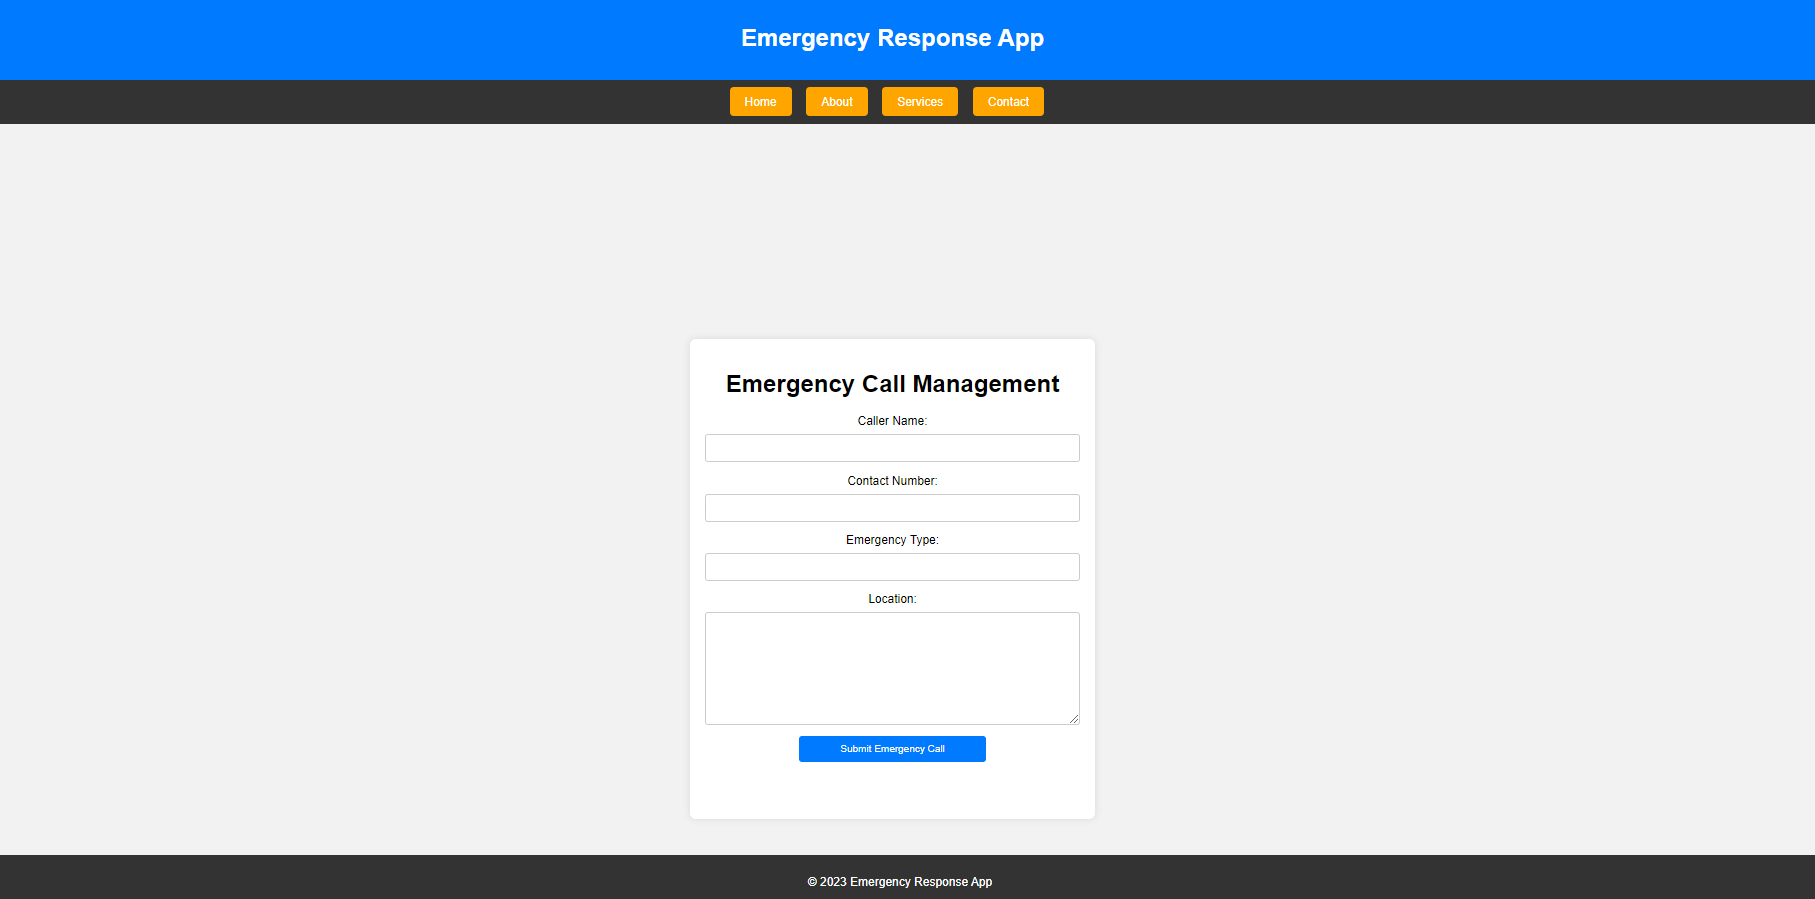 Emergency Response App
Home About Services Contact
Emergency Call Management
Caller Name:
Contact Number:
Emergency Type:
Location:
Submit Emergency Call
© 2023 Emergency Response App